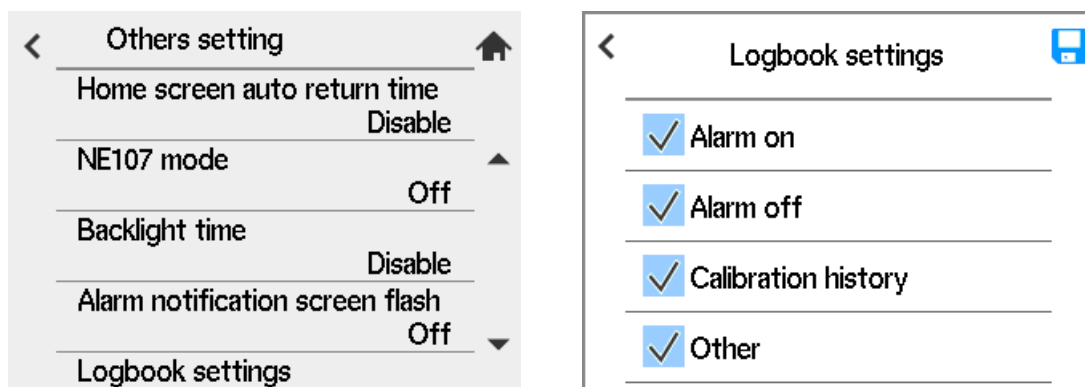 Others setting
Home screen auto return time
Disable
NE107 mode
Off
Backlight time
Disable
Alarm notification screen flash
Off
Logbook settings
Logbook settings
Alarm on
Alarm off
Calibration history
Other